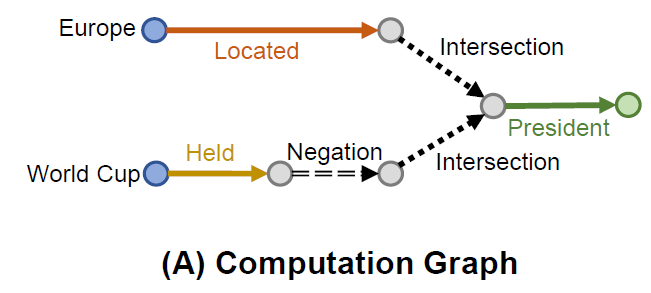 Europe
Located
Intersection
President
Held
Negation
World Cup
Intersection
(A) Computation Graph